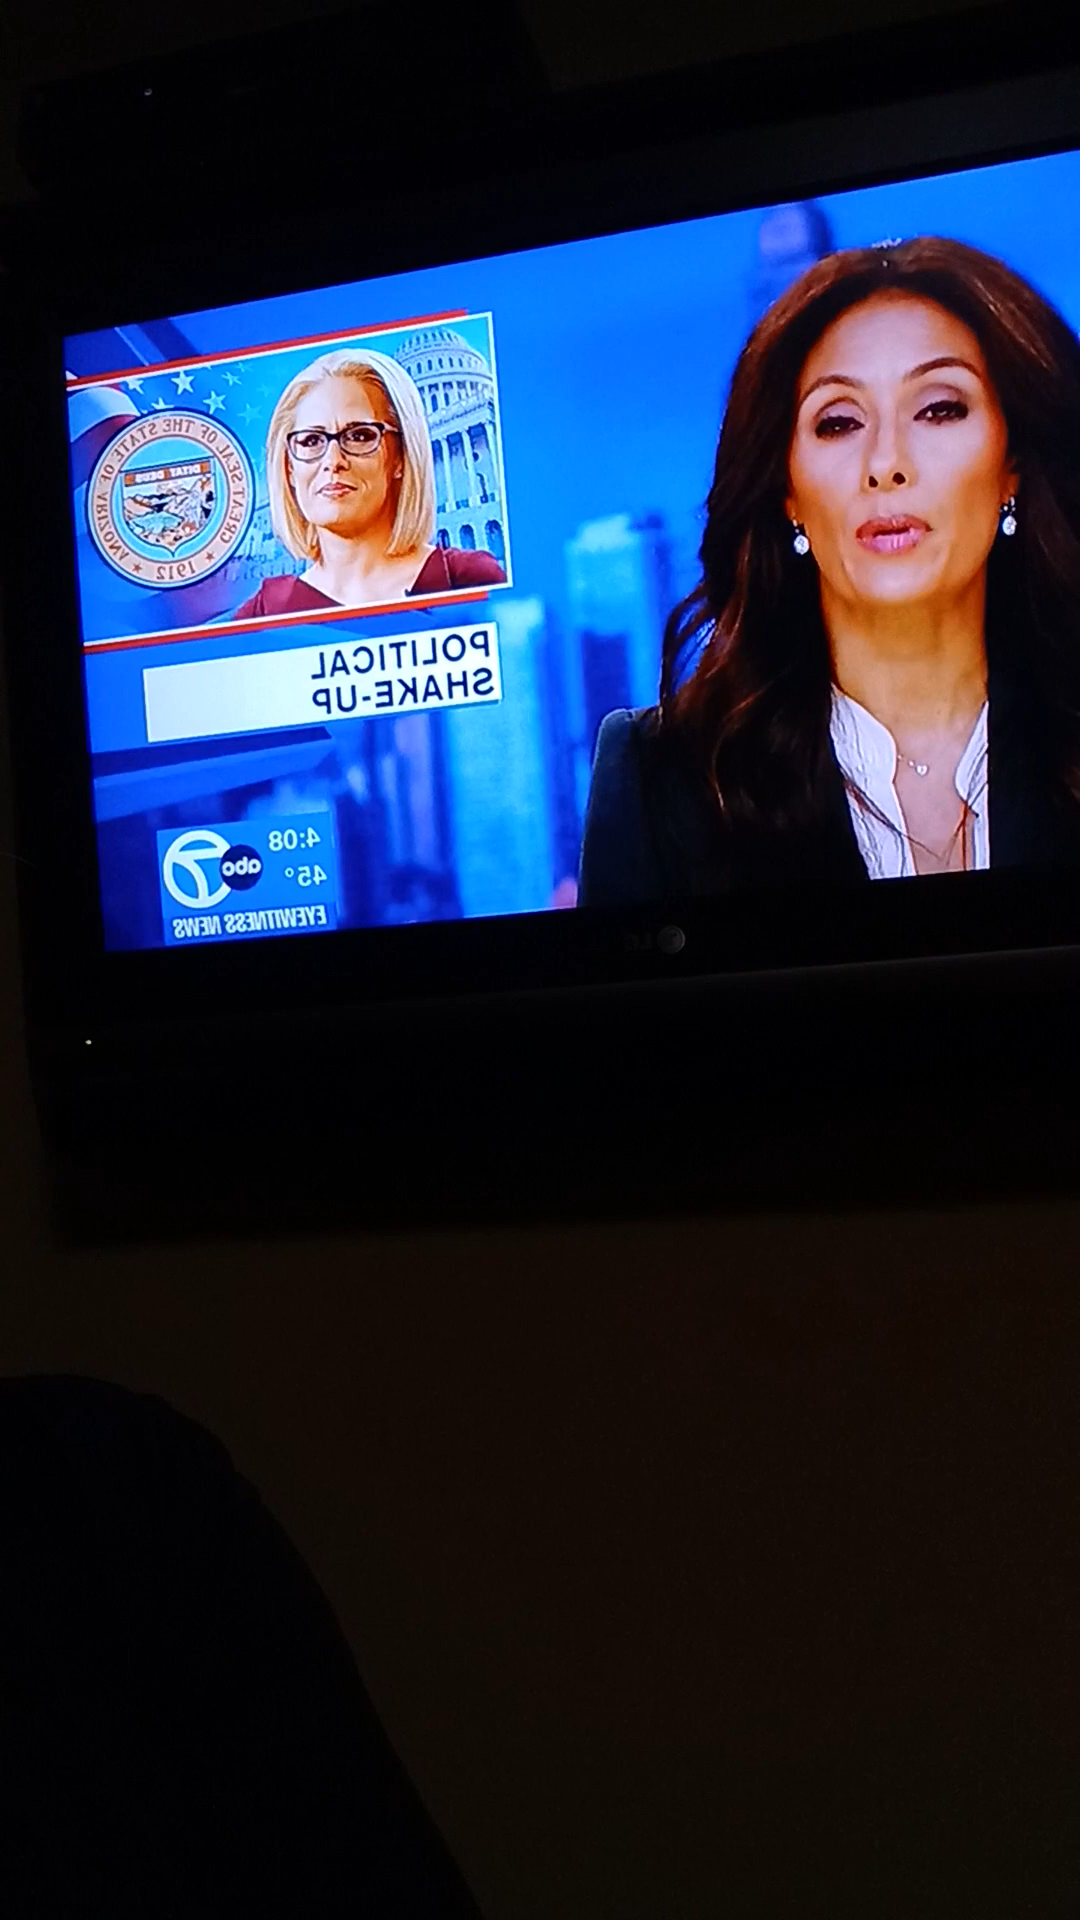 GREAT SEAL OF THE STATE OF ARIZONA
DITAT DEUS
1912
POLITICAL
SHAKE-UP
7 abc 4:08
45°
EYEWITNESS NEWS
LG